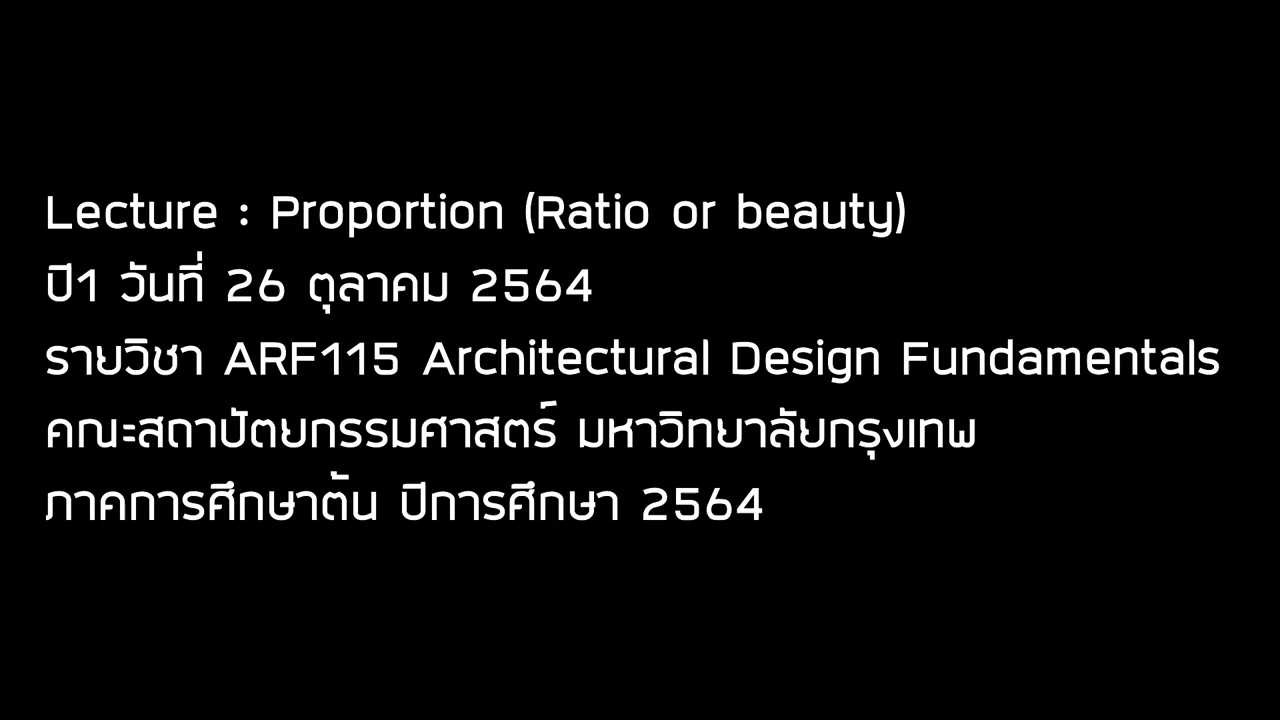 Lecture : Proportion (Ratio or beauty)
ปี1 วันที่ 26 ตุลาคม 2564
รายวิชา ARF115 Architectural Design Fundamentals
คณะสถาปัตยกรรมศาสตร์ มหาวิทยาลัยกรุงเทพ
ภาคการศึกษาต้น ปีการศึกษา 2564